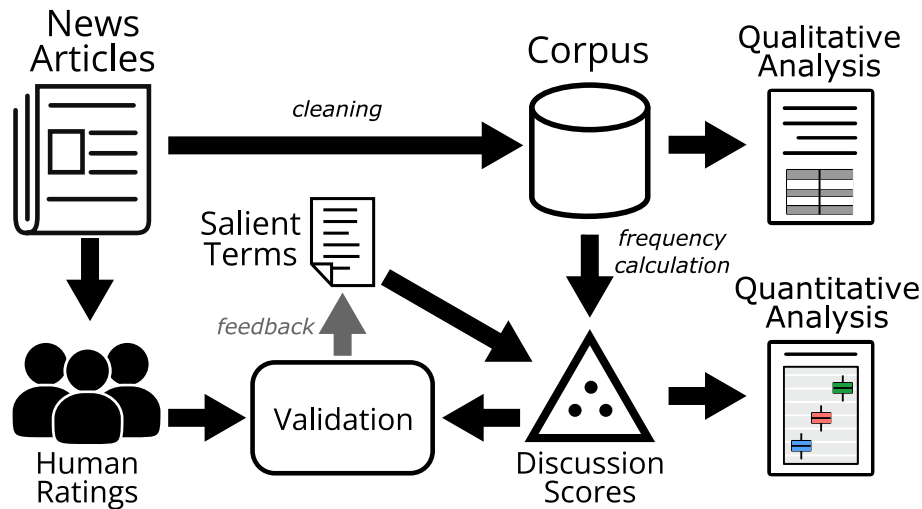 News
Articles
cleaning
Corpus
Qualitative
Analysis
Salient
Terms
frequency
calculation
feedback
Quantitative
Analysis
Validation
Human
Ratings
Discussion
Scores